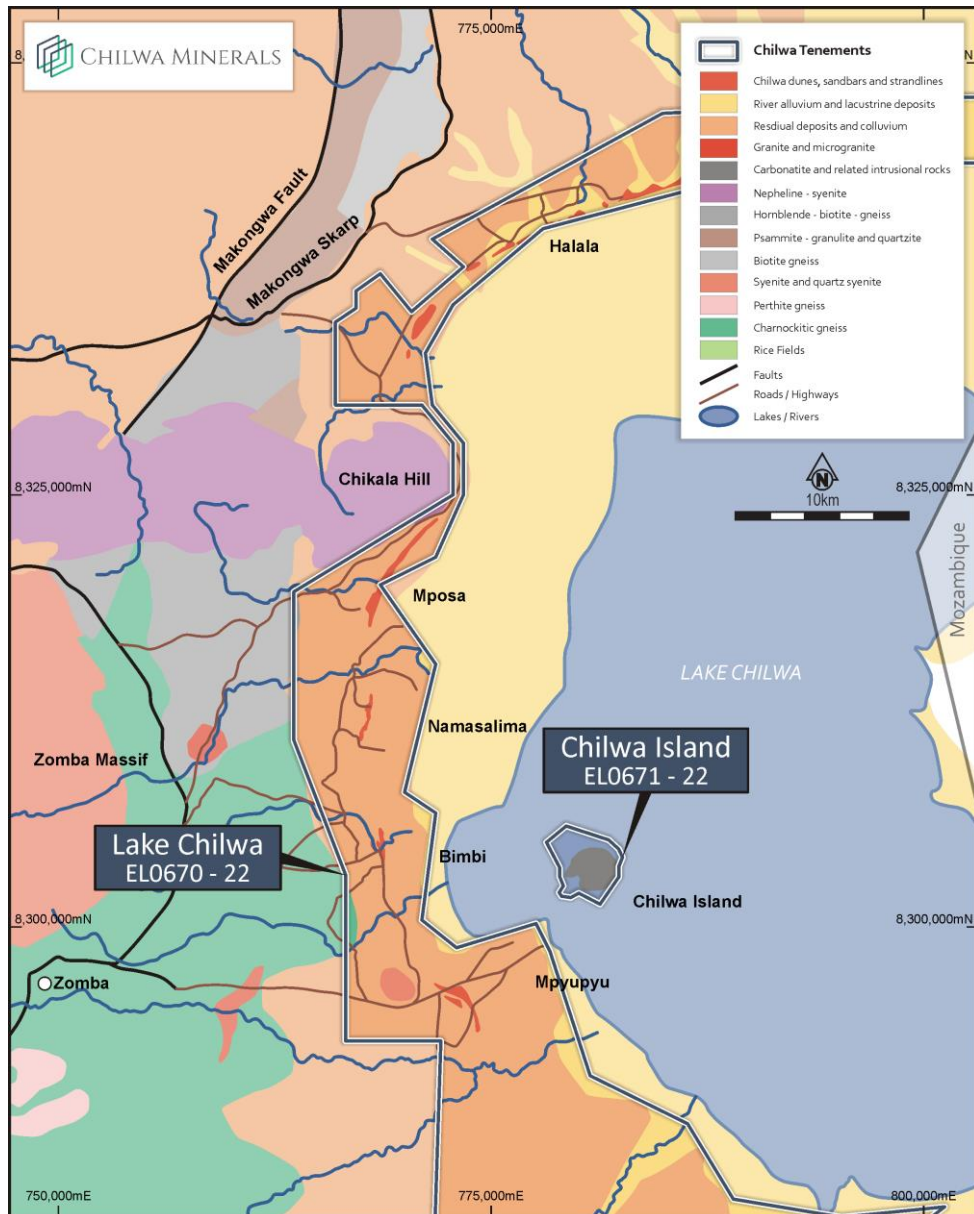 CHILWA MINERALS
775,000mE
8,3
Chilwa Tenements
Chilwa dunes, sandbars and strandlines
River alluvium and lacustrine deposits
Resdiual deposits and colluvium
Granite and microgranite
Carbonatite and related intrusional rocks
Nepheline - syenite
Hornblende - biotite - gneiss
Psammite - granulite and quartzite
Biotite gneiss
Syenite and quartz syenite
Perthite gneiss
Charnockitic gneiss
Rice Fields
Faults
Roads / Highways
Lakes / Rivers
Makongwa Fault
Makongwa Skarp
Halala
N
10km
8,325,000mN
Chikala Hill
8,325,000mN
Mozambique
Mposa
LAKE CHILWA
Namasalima
Zomba Massif
Chilwa Island
EL0671 - 22
Lake Chilwa
EL0670 - 22
Bimbi
Chilwa Island
8,300,000mN
8,300,000mN
Zomba
Mpyupyu
750,000mE
775,000mE
800,000mE